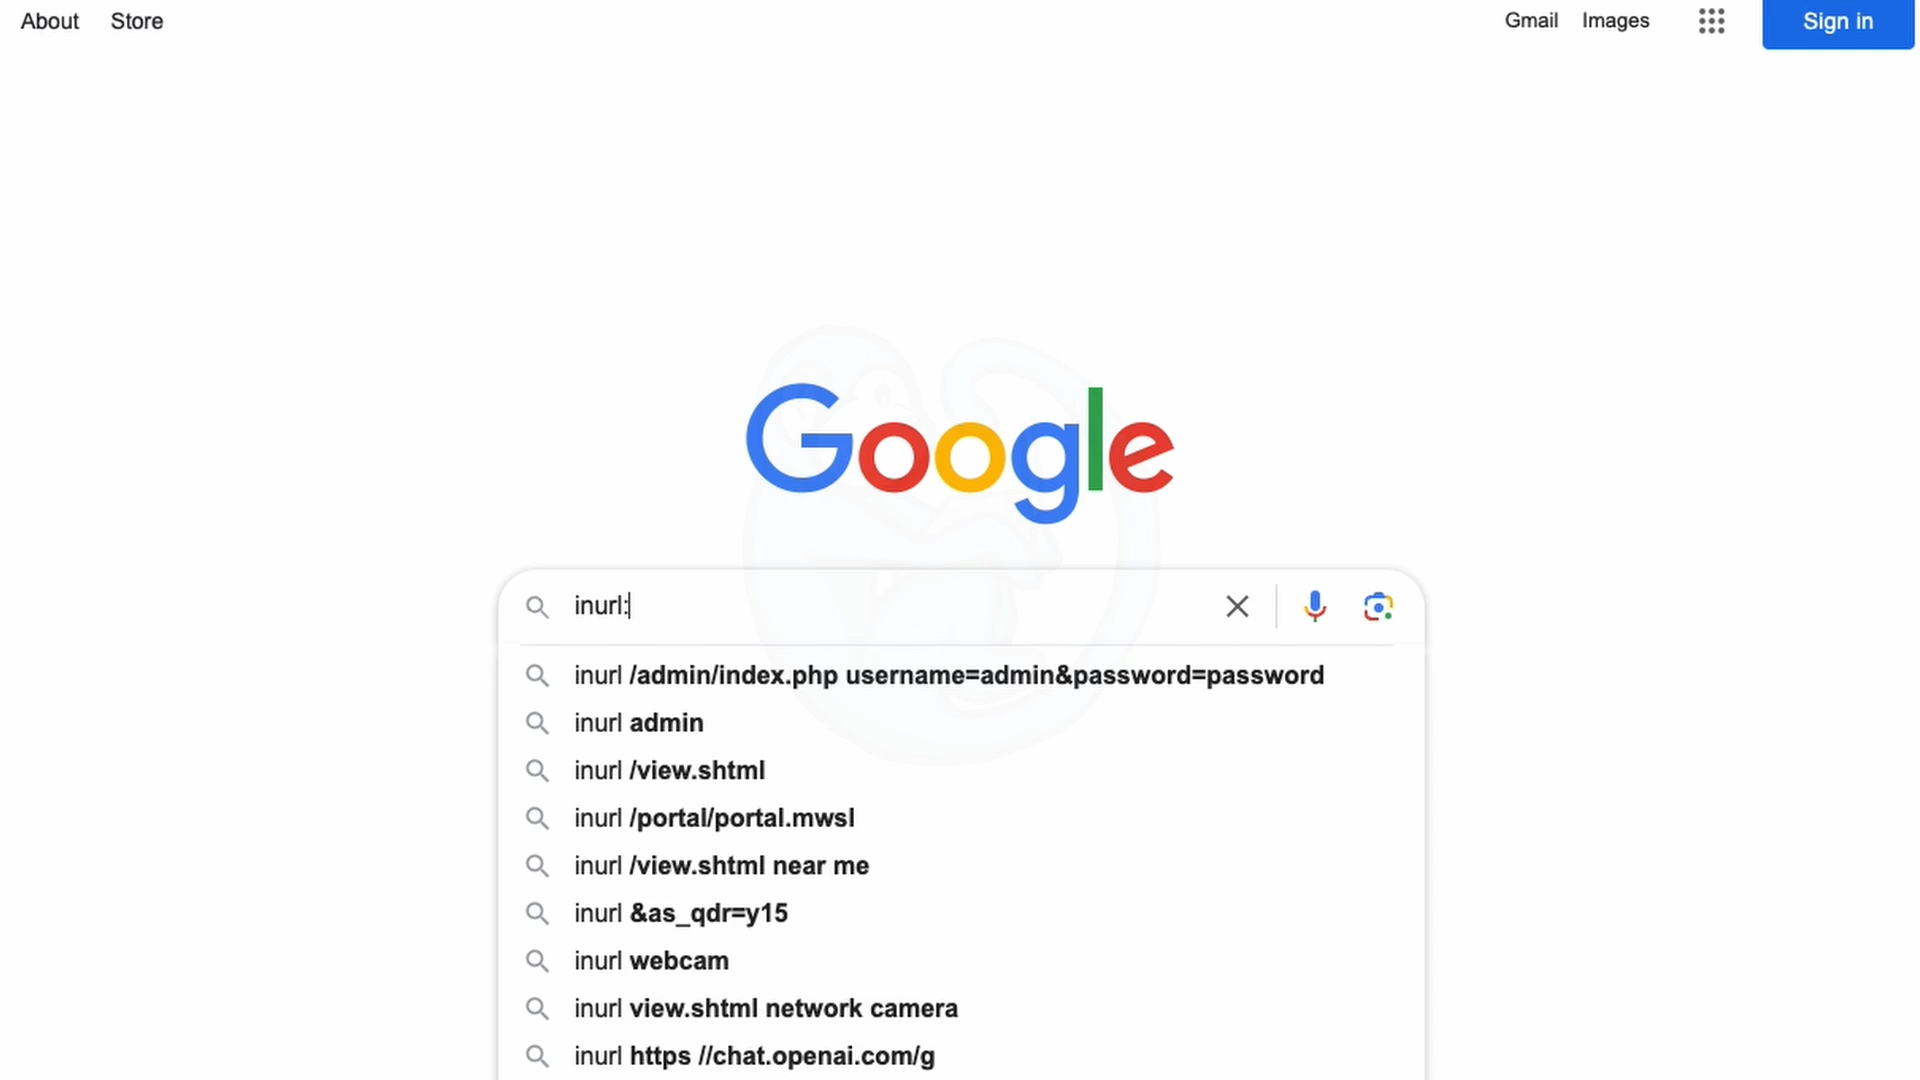 About Store Gmail Images Sign in
Google
inurl:
inurl /admin/index.php username=admin&password=password
inurl admin
inurl /view.shtml
inurl /portal/portal.mwsl
inurl /view.shtml near me
inurl &as_qdr=y15
inurl webcam
inurl view.shtml network camera
inurl https //chat.openai.com/g